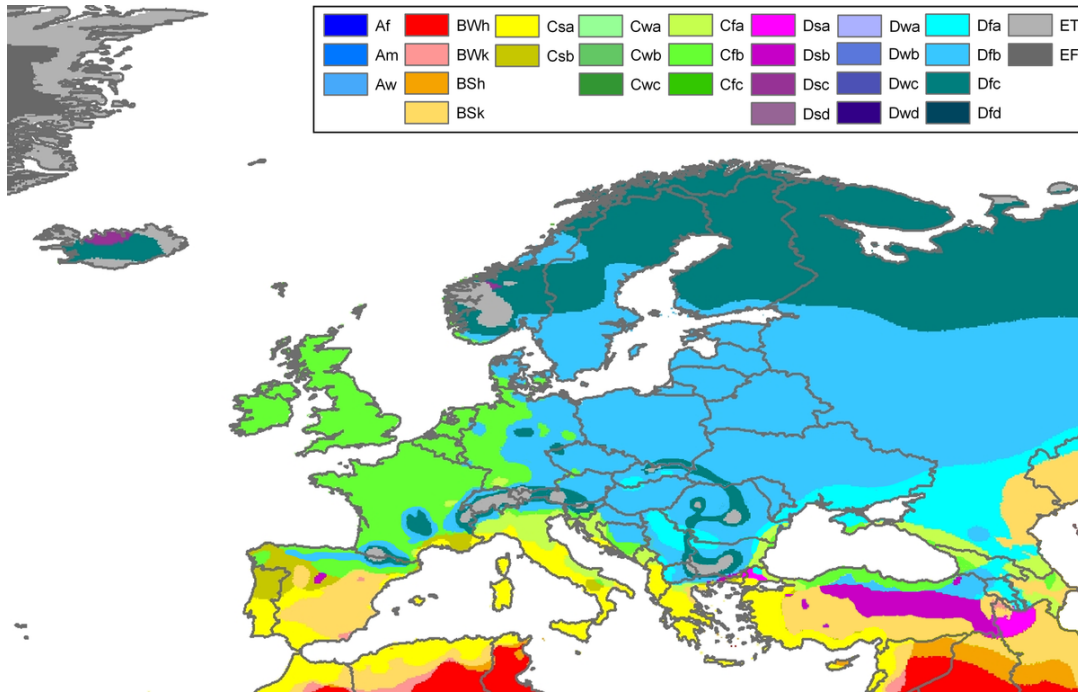 Af BWh Csa Cwa Cfa Dsa Dwa Dfa ET
Am BWk Csb Cwb Cfb Dsb Dwb Dfb EF
Aw BSh Cwc Cfc Dsc Dwc Dfc
BSk Dsd Dwd Dfd